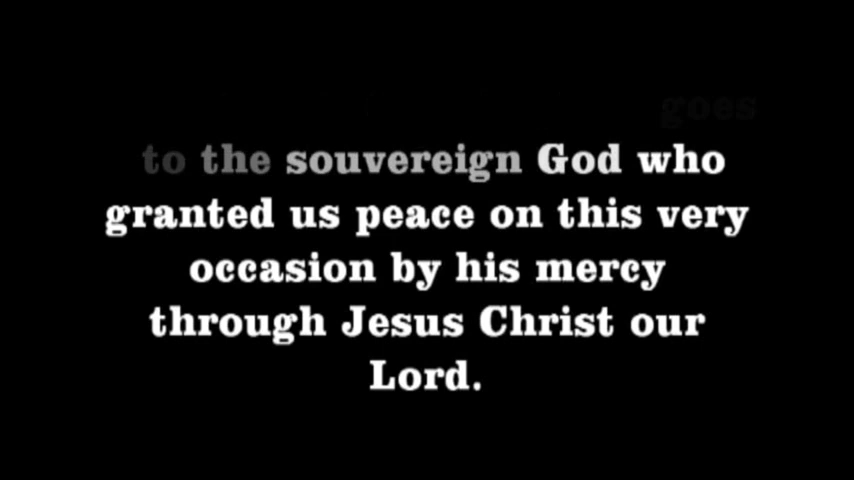 goes
to the souvereign God who
granted us peace on this very
occasion by his mercy
through Jesus Christ our
Lord.